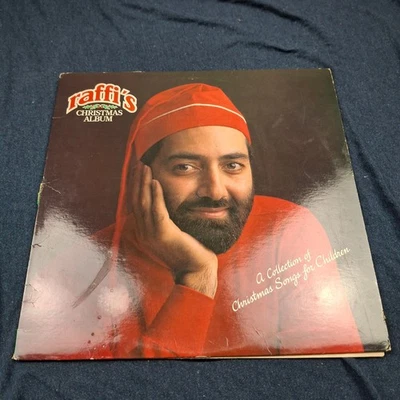 raffi's
CHRISTMAS
ALBUM
A Collection of
Christmas Songs for Children